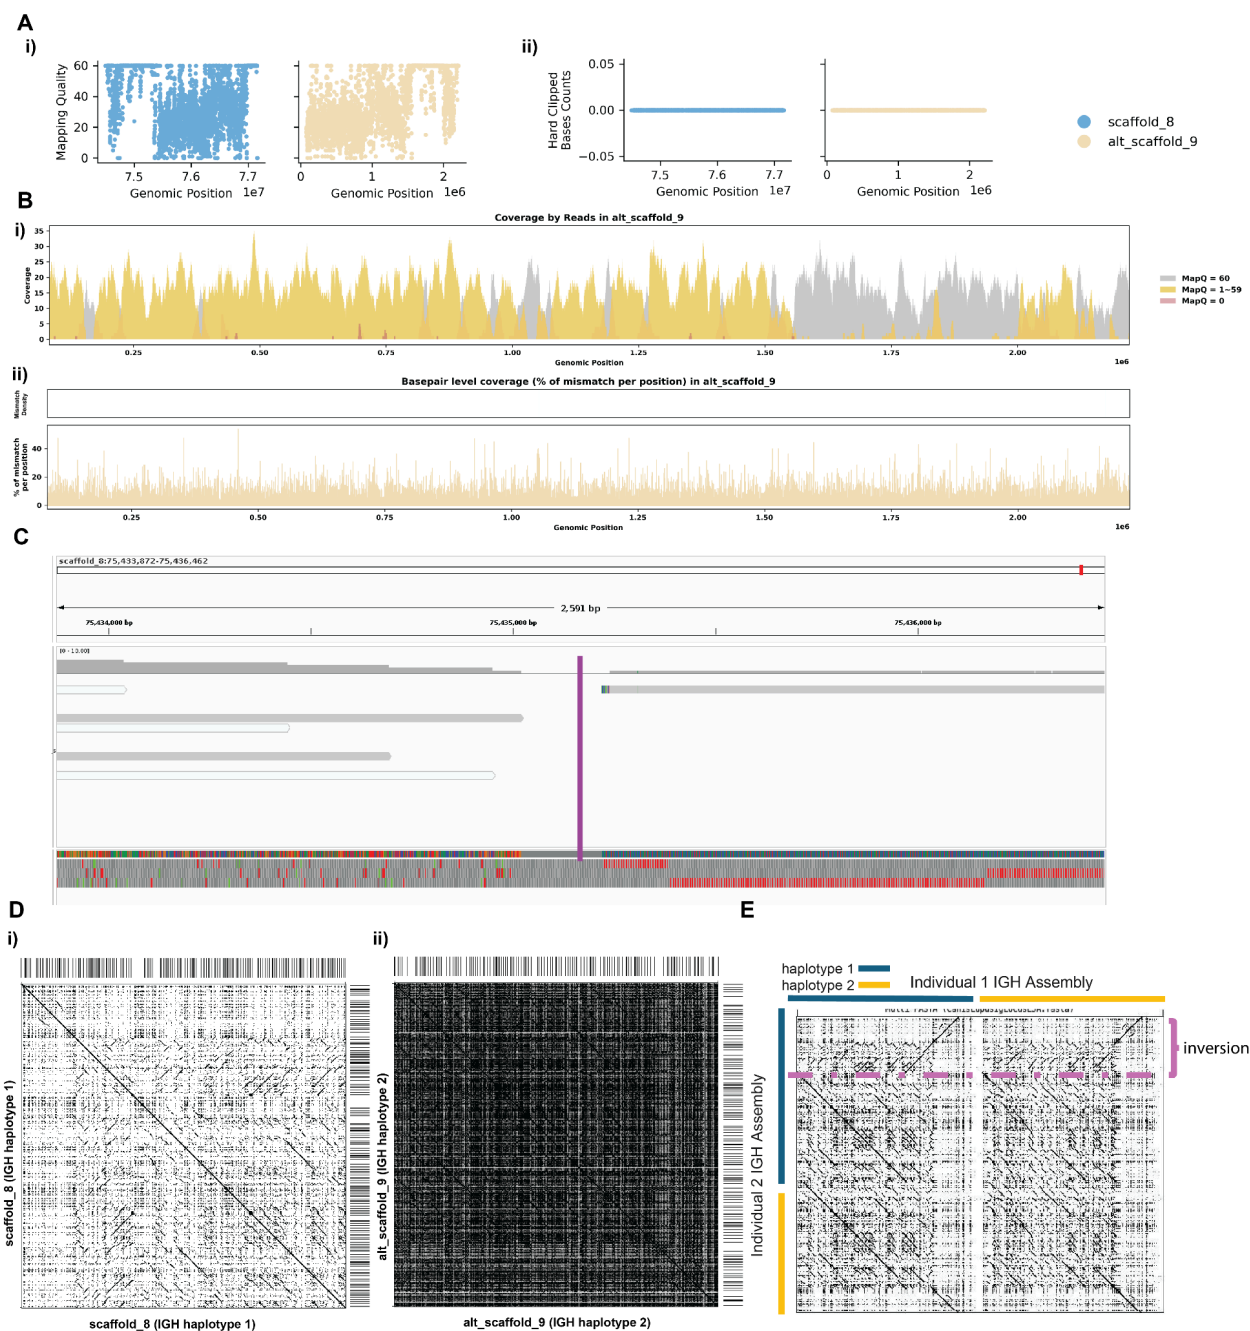 A
i)
Mapping Quality
60
40
20
0
7.5
7.6
7.7
Genomic Position
1e7
0
1
2
Genomic Position
1e6
ii)
Hard Clipped
Bases Counts
0.05
0.00
−0.05
7.5
7.6
7.7
Genomic Position
1e7
0
1
2
Genomic Position
1e6
scaffold_8
alt_scaffold_9
B
i)
Coverage by Reads in alt_scaffold_9
Coverage
35
30
25
20
15
10
5
0
0.25
0.50
0.75
1.00
1.25
1.50
1.75
2.00
Genomic Position
1e6
MapQ = 60
MapQ = 1~59
MapQ = 0
ii)
Basepair level coverage (% of mismatch per position) in alt_scaffold_9
Mismatch
Density
% of mismatch
per position
40
20
0
0.25
0.50
0.75
1.00
1.25
1.50
1.75
2.00
Genomic Position
1e6
C
scaffold_8:75,433,872-75,436,462
2,591 bp
75,434,000 bp
75,435,000 bp
75,436,000 bp
[0 - 10.00]
D
i)
scaffold_8 (IGH haplotype 1)
scaffold_8 (IGH haplotype 1)
ii)
alt_scaffold_9 (IGH haplotype 2)
alt_scaffold_9 (IGH haplotype 2)
E
haplotype 1
haplotype 2
Individual 1 IGH Assembly
Individual 2 IGH Assembly
inversion